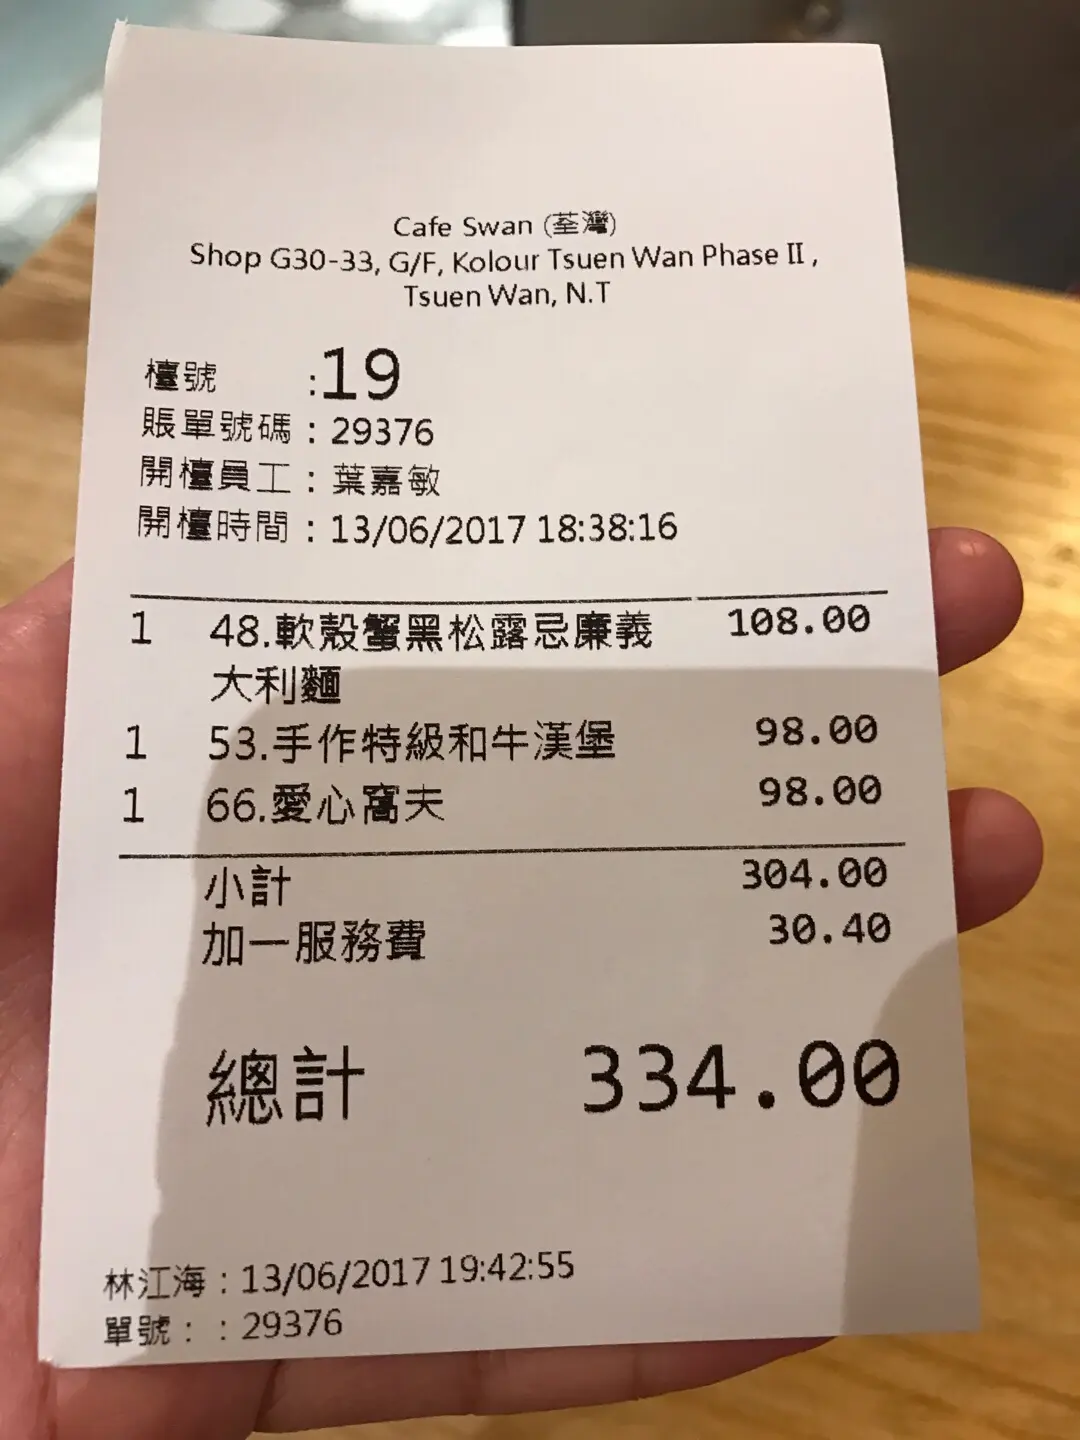 Cafe Swan (荃灣)
Shop G30-33, G/F, Kolour Tsuen Wan Phase II ,
Tsuen Wan, N.T
檯號 :19
賬單號碼 : 29376
開檯員工 : 葉嘉敏
開檯時間 : 13/06/2017 18:38:16
1 48.軟殼蟹黑松露忌廉義 108.00
大利麵
1 53.手作特級和牛漢堡 98.00
1 66.愛心窩夫 98.00
小計 304.00
加一服務費 30.40
總計 334.00
林江海 : 13/06/2017 19:42:55
單號 : : 29376